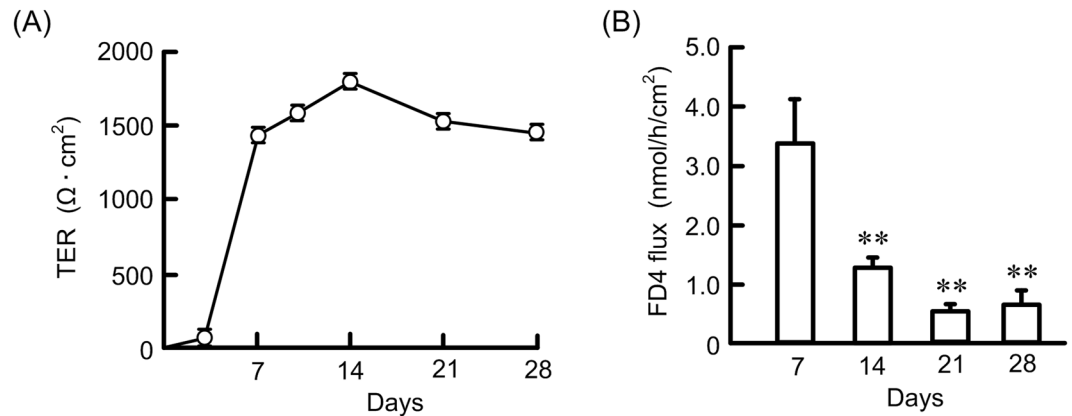 (A)
TER (Ω · cm²)
2000
1500
1000
500
0
7 14 21 28
Days
(B)
FD4 flux (nmol/h/cm²)
5.0
4.0
3.0
2.0
1.0
0
**
**
**
7 14 21 28
Days